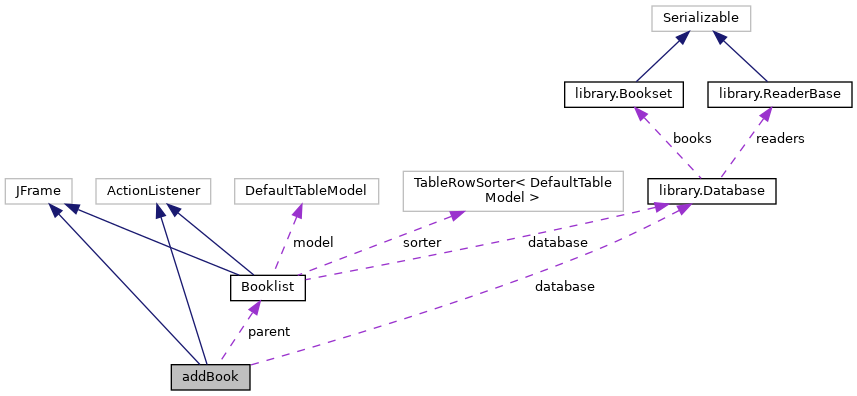 Serializable
library.Bookset
library.ReaderBase
books
readers
JFrame
ActionListener
DefaultTableModel
TableRowSorter< DefaultTable
Model >
library.Database
model
sorter
database
Booklist
database
parent
addBook